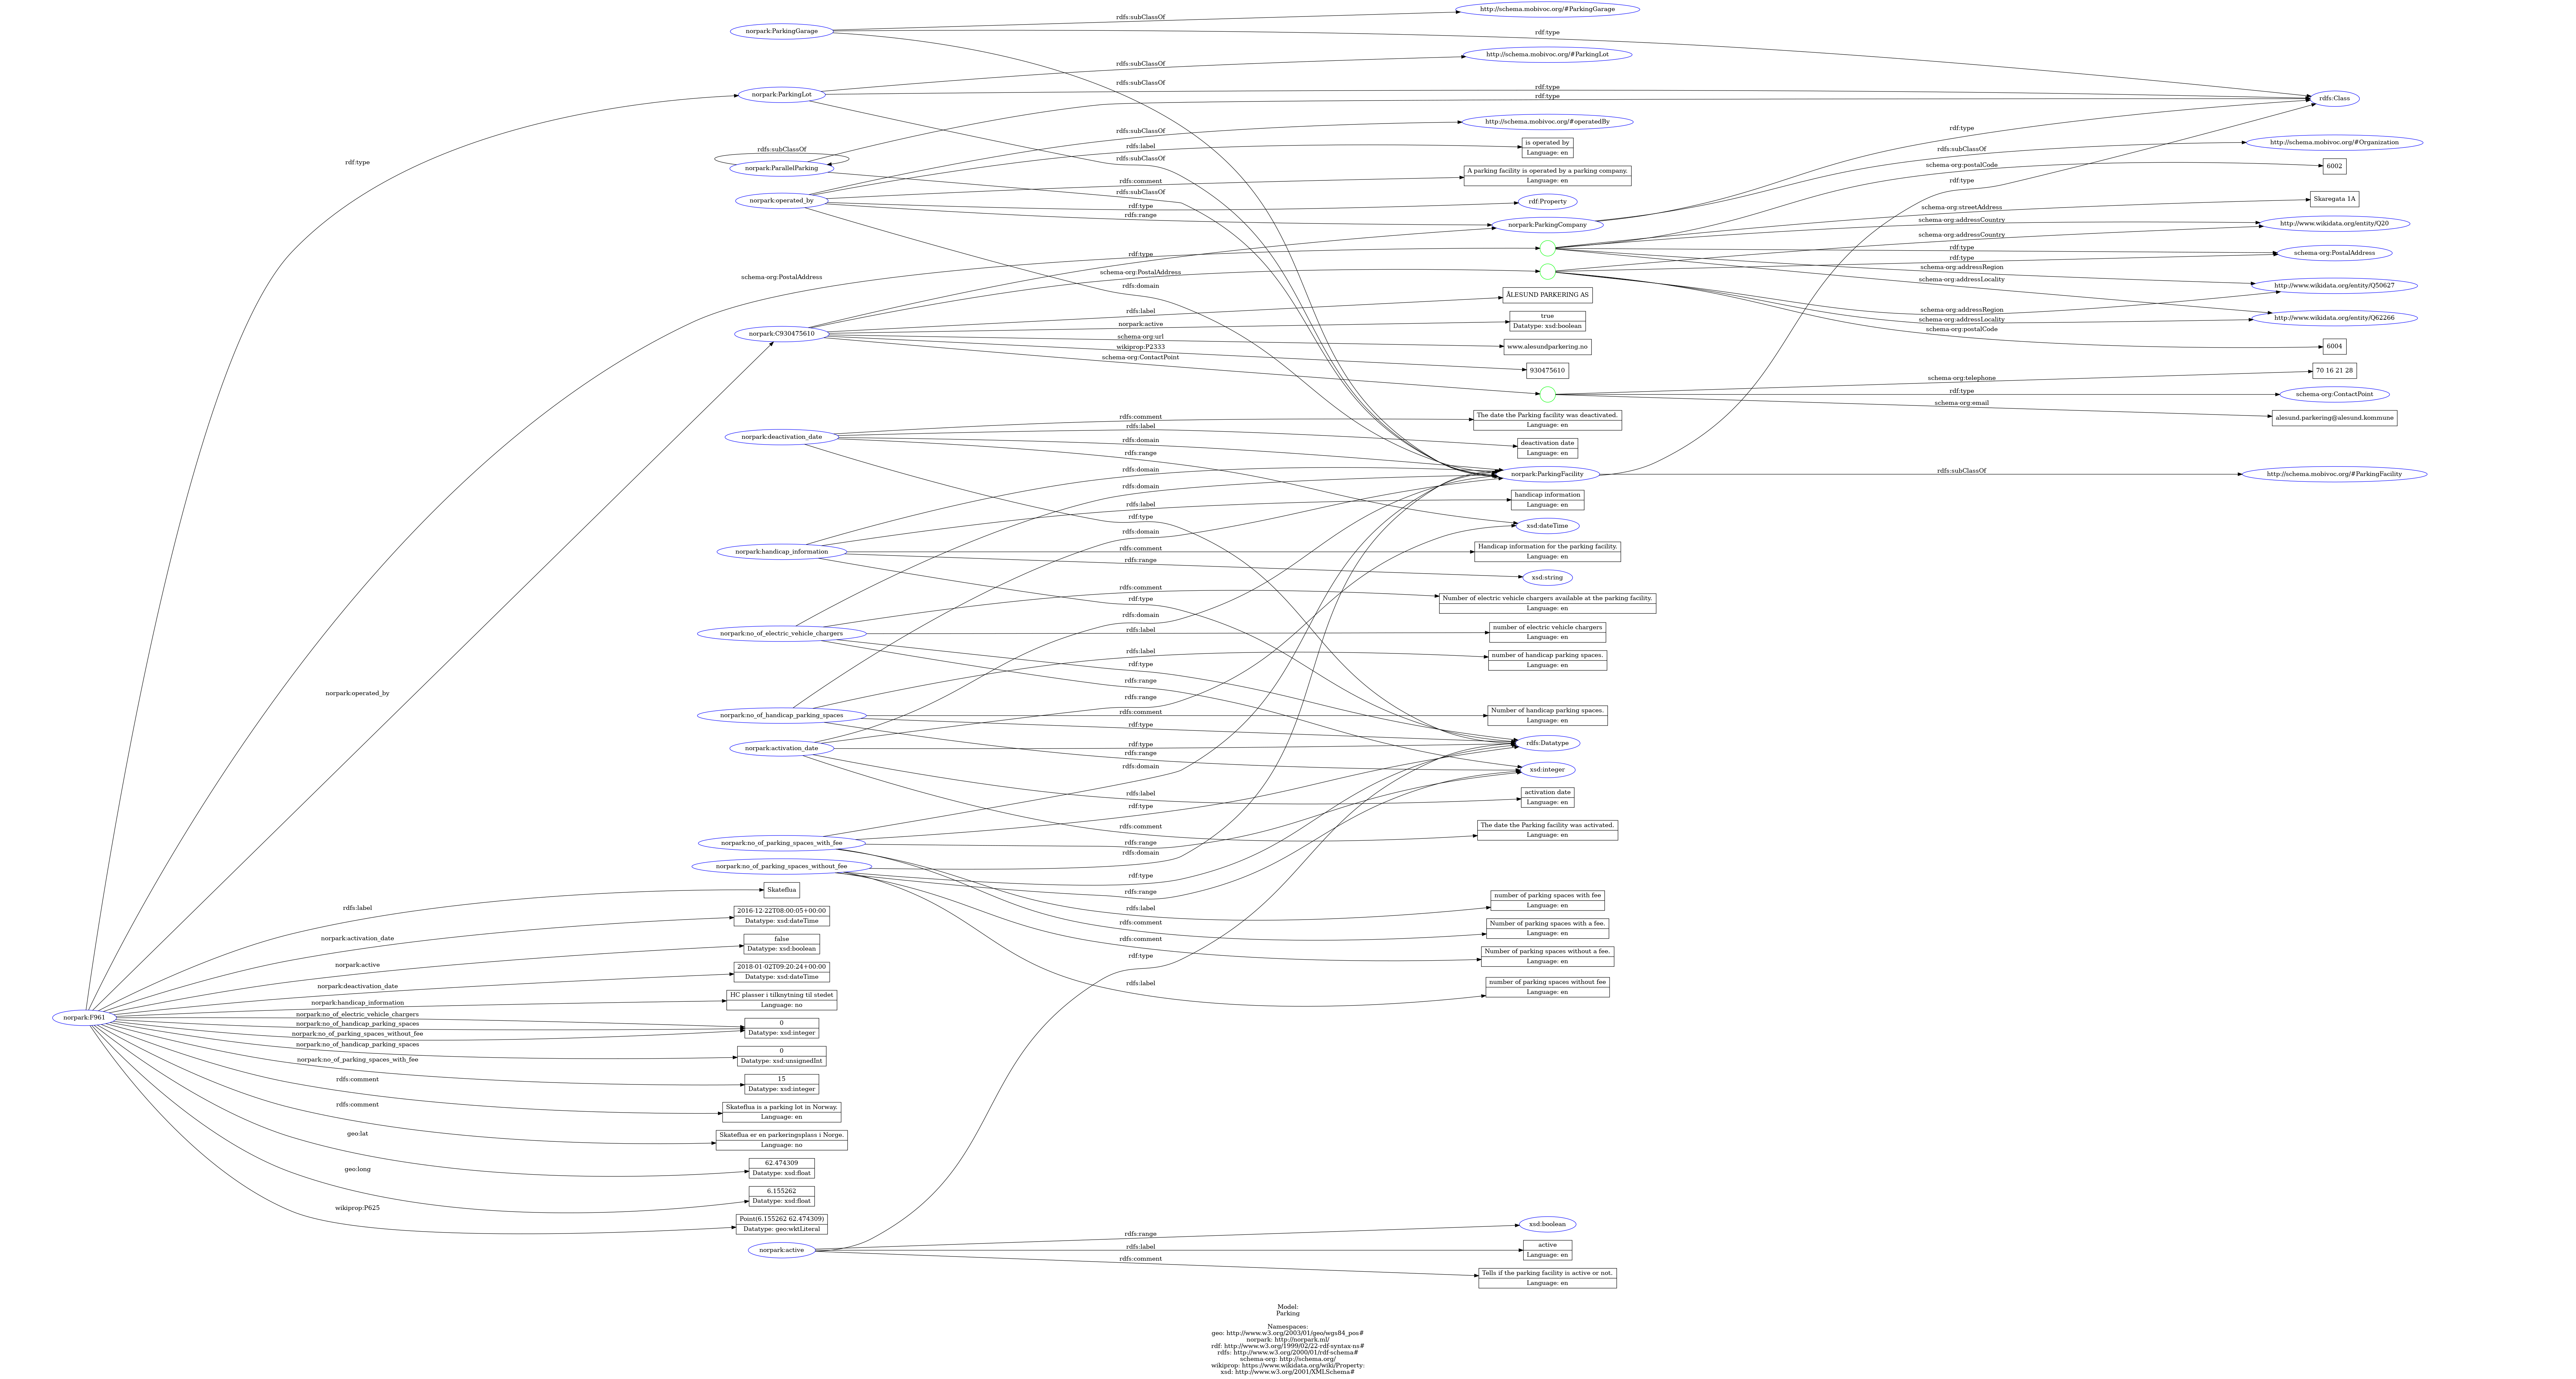 rdfs:subClassOf
http://schema.mobivoc.org/#ParkingGarage
norpark:ParkingGarage
rdf:type
http://schema.mobivoc.org/#ParkingLot
rdfs:subClassOf
rdfs:subClassOf
norpark:ParkingLot
rdf:type
rdf:type
rdfs:Class
http://schema.mobivoc.org/#operatedBy
rdfs:subClassOf
rdf:type
http://schema.mobivoc.org/#Organization
is operated by
Language: en
rdfs:label
rdfs:subClassOf
rdfs:subClassOf
rdfs:subClassOf
rdf:type
norpark:ParallelParking
schema-org:postalCode
6002
A parking facility is operated by a parking company.
Language: en
rdfs:comment
rdf:type
rdfs:subClassOf
norpark:operated_by
rdf:type
rdf:Property
Skaregata 1A
schema-org:streetAddress
rdfs:range
norpark:ParkingCompany
schema-org:addressCountry
http://www.wikidata.org/entity/Q20
schema-org:addressCountry
rdf:type
rdf:type
schema-org:PostalAddress
rdf:type
schema-org:addressRegion
schema-org:PostalAddress
schema-org:PostalAddress
schema-org:addressLocality
http://www.wikidata.org/entity/Q50627
rdfs:domain
ÅLESUND PARKERING AS
rdfs:label
schema-org:addressRegion
schema-org:addressLocality
http://www.wikidata.org/entity/Q62266
true
Datatype: xsd:boolean
norpark:active
schema-org:postalCode
norpark:C930475610
schema-org:url
www.alesundparkering.no
6004
wikiprop:P2333
schema-org:ContactPoint
930475610
70 16 21 28
schema-org:telephone
rdf:type
schema-org:ContactPoint
schema-org:email
alesund.parkering@alesund.kommune
The date the Parking facility was deactivated.
Language: en
rdfs:comment
rdfs:label
norpark:deactivation_date
rdfs:domain
deactivation date
Language: en
rdfs:range
rdfs:domain
norpark:ParkingFacility
rdfs:subClassOf
http://schema.mobivoc.org/#ParkingFacility
rdfs:domain
handicap information
Language: en
rdfs:label
rdf:type
xsd:dateTime
rdfs:domain
norpark:handicap_information
rdfs:comment
Handicap information for the parking facility.
Language: en
rdfs:range
xsd:string
rdfs:comment
rdf:type
Number of electric vehicle chargers available at the parking facility.
Language: en
rdfs:domain
norpark:no_of_electric_vehicle_chargers
rdfs:label
number of electric vehicle chargers
Language: en
rdfs:label
number of handicap parking spaces.
Language: en
rdf:type
rdfs:range
norpark:operated_by
rdfs:range
norpark:no_of_handicap_parking_spaces
rdfs:comment
Number of handicap parking spaces.
Language: en
rdf:type
norpark:activation_date
rdf:type
rdfs:Datatype
rdfs:range
rdfs:domain
xsd:integer
rdfs:label
activation date
Language: en
rdf:type
rdfs:comment
The date the Parking facility was activated.
Language: en
norpark:no_of_parking_spaces_with_fee
rdfs:range
rdfs:domain
norpark:no_of_parking_spaces_without_fee
rdf:type
rdfs:range
Skateflua
rdfs:label
rdfs:label
number of parking spaces with fee
Language: en
2016-12-22T08:00:05+00:00
Datatype: xsd:dateTime
rdfs:comment
Number of parking spaces with a fee.
Language: en
norpark:activation_date
false
Datatype: xsd:boolean
rdfs:comment
Number of parking spaces without a fee.
Language: en
rdf:type
norpark:active
2018-01-02T09:20:24+00:00
Datatype: xsd:dateTime
rdfs:label
number of parking spaces without fee
Language: en
norpark:deactivation_date
HC plasser i tilknytning til stedet
Language: no
norpark:handicap_information
norpark:F961
norpark:no_of_electric_vehicle_chargers
norpark:no_of_handicap_parking_spaces
0
Datatype: xsd:integer
norpark:no_of_parking_spaces_without_fee
norpark:no_of_handicap_parking_spaces
0
Datatype: xsd:unsignedInt
norpark:no_of_parking_spaces_with_fee
15
Datatype: xsd:integer
rdfs:comment
Skateflua is a parking lot in Norway.
Language: en
rdfs:comment
Skateflua er en parkeringsplass i Norge.
Language: no
geo:lat
62.474309
Datatype: xsd:float
geo:long
6.155262
Datatype: xsd:float
wikiprop:P625
Point(6.155262 62.474309)
Datatype: geo:wktLiteral
xsd:boolean
rdfs:range
norpark:active
rdfs:label
active
Language: en
rdfs:comment
Tells if the parking facility is active or not.
Language: en
Model:
Parking
Namespaces:
geo: http://www.w3.org/2003/01/geo/wgs84_pos#
norpark: http://norpark.ml/
rdf: http://www.w3.org/1999/02/22-rdf-syntax-ns#
rdfs: http://www.w3.org/2000/01/rdf-schema#
schema-org: http://schema.org/
wikiprop: https://www.wikidata.org/wiki/Property:
xsd: http://www.w3.org/2001/XMLSchema#